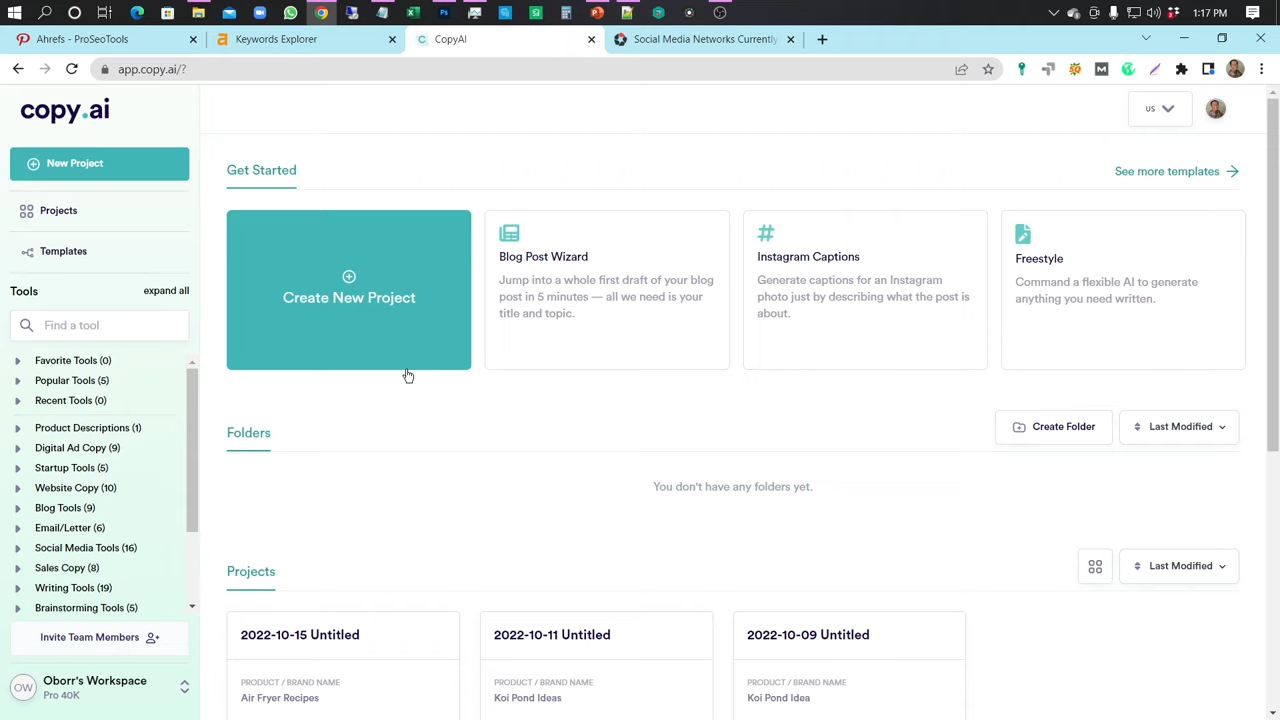 1:17 PM
Ahrefs - ProSeoTools
Keywords Explorer
CopyAI
Social Media Networks Currently
app.copy.ai/?
copy.ai
US
New Project
Projects
Templates
Tools
expand all
Find a tool
Favorite Tools (0)
Popular Tools (5)
Recent Tools (0)
Product Descriptions (1)
Digital Ad Copy (9)
Startup Tools (5)
Website Copy (10)
Blog Tools (9)
Email/Letter (6)
Social Media Tools (16)
Sales Copy (8)
Writing Tools (19)
Brainstorming Tools (5)
Invite Team Members
OW
Oborr's Workspace
Pro 40K
Get Started
See more templates
Create New Project
Blog Post Wizard
Jump into a whole first draft of your blog
post in 5 minutes — all we need is your
title and topic.
Instagram Captions
Generate captions for an Instagram
photo just by describing what the post is
about.
Freestyle
Command a flexible AI to generate
anything you need written.
Folders
Create Folder
Last Modified
You don't have any folders yet.
Projects
Last Modified
2022-10-15 Untitled
PRODUCT / BRAND NAME
Air Fryer Recipes
2022-10-11 Untitled
PRODUCT / BRAND NAME
Koi Pond Ideas
2022-10-09 Untitled
PRODUCT / BRAND NAME
Koi Pond Idea